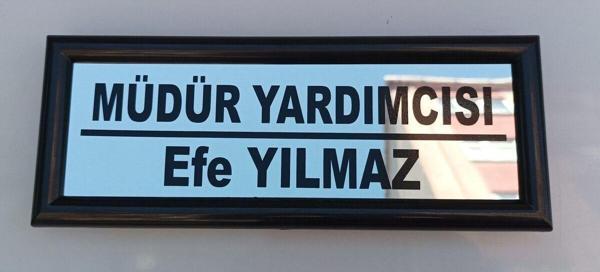 MÜDÜR YARDIMCISI
Efe YILMAZ